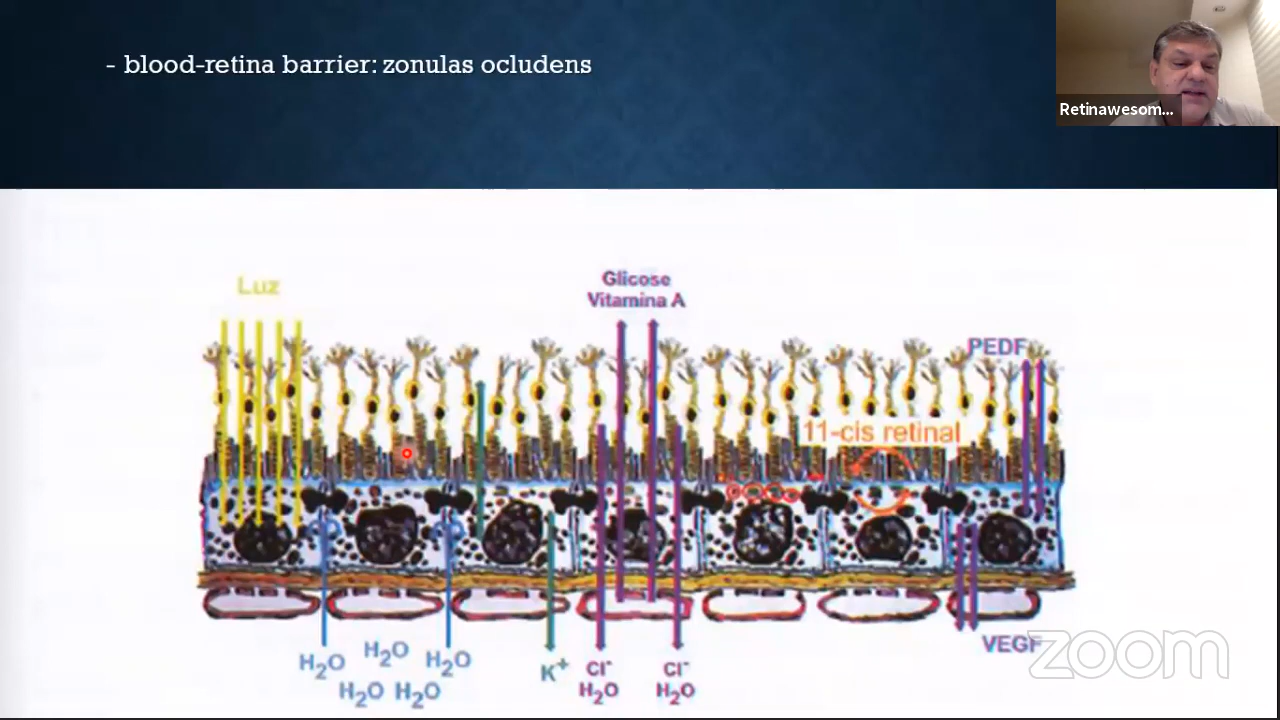 - blood-retina barrier: zonulas ocludens
Retinawesom...
Luz
Glicose
Vitamina A
PEDF
11-cis retinal
H₂O
H₂O
H₂O
H₂O H₂O
K⁺
Cl⁻
H₂O
Cl⁻
H₂O
VEGF
zoom